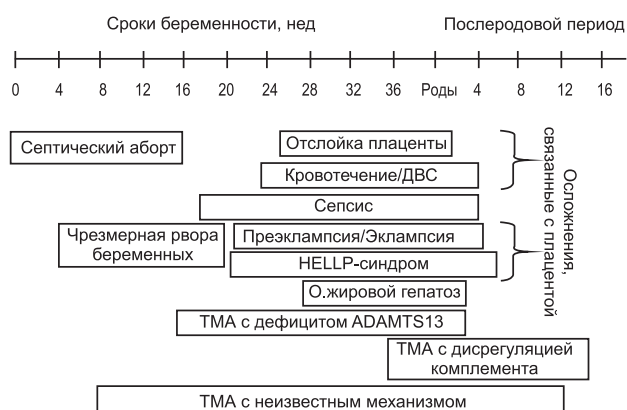 Сроки беременности, нед
Послеродовой период
0 4 8 12 16 20 24 28 32 36 Роды 4 8 12 16
Септический аборт
Отслойка плаценты
Кровотечение/ДВС
Сепсис
Чрезмерная рвора
беременных
Преэклампсия/Эклампсия
HELLP-синдром
О.жировой гепатоз
ТМА с дефицитом ADAMTS13
ТМА с дисрегуляцией
комплемента
ТМА с неизвестным механизмом
Осложнения,
связанные с плацентой